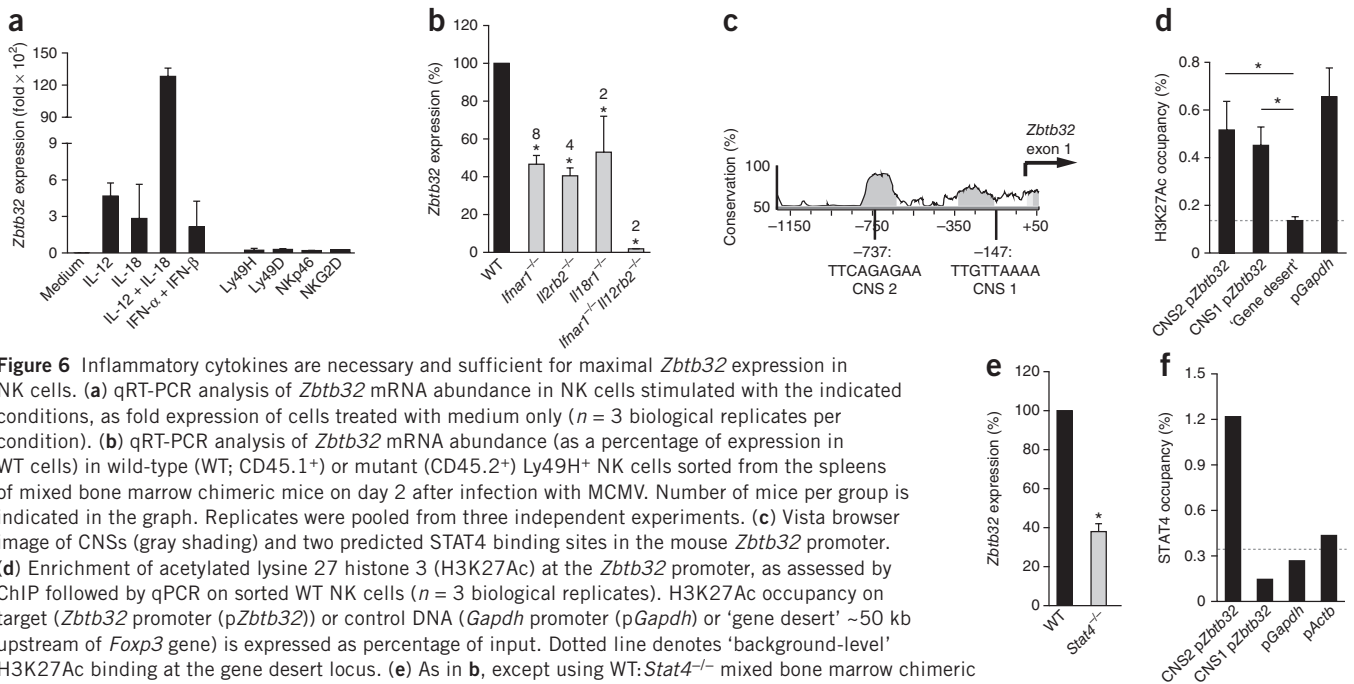 a
Zbtb32 expression (fold × 10²)
150
120
90
9
6
3
0
Medium
IL-12
IL-18
IL-12 + IL-18
IFN-α + IFN-β
Ly49H
Ly49D
NKp46
NKG2D
b
Zbtb32 expression (%)
120
100
80
60
40
20
0
8
*
4
*
2
*
2
*
WT
Ifnar1⁻/⁻
Il2rb2⁻/⁻
Il18r1⁻/⁻
Ifnar1⁻/⁻Il12rb2⁻/⁻
c
Zbtb32
exon 1
Conservation (%)
100
50
−1150
−750
−350
+50
−737:
−147:
TTCAGAGAA
TTGTTAAAA
CNS 2
CNS 1
d
H3K27Ac occupancy (%)
0.8
0.6
0.4
0.2
0
*
*
CNS2 pZbtb32
CNS1 pZbtb32
'Gene desert'
pGapdh
Figure 6 Inflammatory cytokines are necessary and sufficient for maximal Zbtb32 expression in
NK cells. (a) qRT-PCR analysis of Zbtb32 mRNA abundance in NK cells stimulated with the indicated
conditions, as fold expression of cells treated with medium only (n = 3 biological replicates per
condition). (b) qRT-PCR analysis of Zbtb32 mRNA abundance (as a percentage of expression in
WT cells) in wild-type (WT; CD45.1⁺) or mutant (CD45.2⁺) Ly49H⁺ NK cells sorted from the spleens
of mixed bone marrow chimeric mice on day 2 after infection with MCMV. Number of mice per group is
indicated in the graph. Replicates were pooled from three independent experiments. (c) Vista browser
image of CNSs (gray shading) and two predicted STAT4 binding sites in the mouse Zbtb32 promoter.
(d) Enrichment of acetylated lysine 27 histone 3 (H3K27Ac) at the Zbtb32 promoter, as assessed by
ChIP followed by qPCR on sorted WT NK cells (n = 3 biological replicates). H3K27Ac occupancy on
target (Zbtb32 promoter (pZbtb32)) or control DNA (Gapdh promoter (pGapdh) or 'gene desert' ~50 kb
upstream of Foxp3 gene) is expressed as percentage of input. Dotted line denotes 'background-level'
H3K27Ac binding at the gene desert locus. (e) As in b, except using WT:Stat4⁻/⁻ mixed bone marrow chimeric
e
Zbtb32 expression (%)
120
100
80
60
40
20
0
*
WT
Stat4⁻/⁻
f
STAT4 occupancy (%)
1.5
1.2
0.9
0.6
0.3
0
CNS2 pZbtb32
CNS1 pZbtb32
pGapdh
pActb